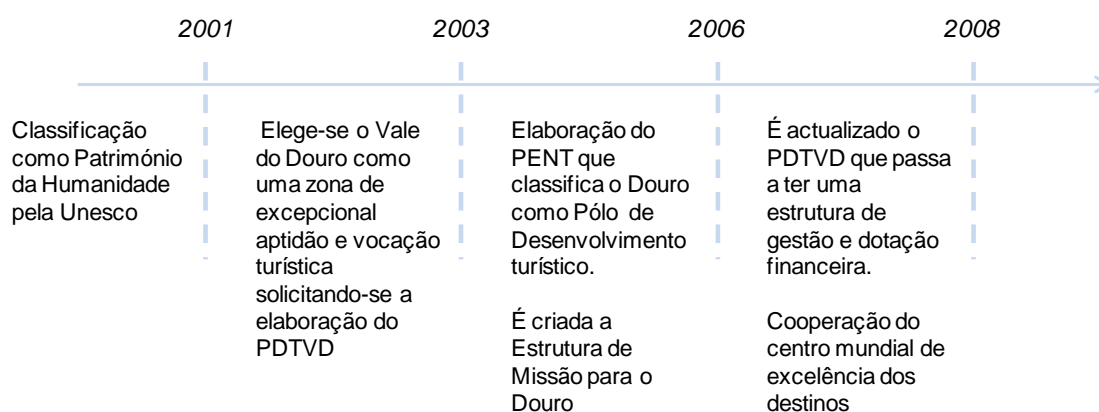 2001
2003
2006
2008
Classificação
como Património
da Humanidade
pela Unesco
Elege-se o Vale
do Douro como
uma zona de
excepcional
aptidão e vocação
turística
solicitando-se a
elaboração do
PDTVD
Elaboração do
PENT que
classifica o Douro
como Pólo de
Desenvolvimento
turístico.
É criada a
Estrutura de
Missão para o
Douro
É actualizado o
PDTVD que passa
a ter uma
estrutura de
gestão e dotação
financeira.
Cooperação do
centro mundial de
excelência dos
destinos